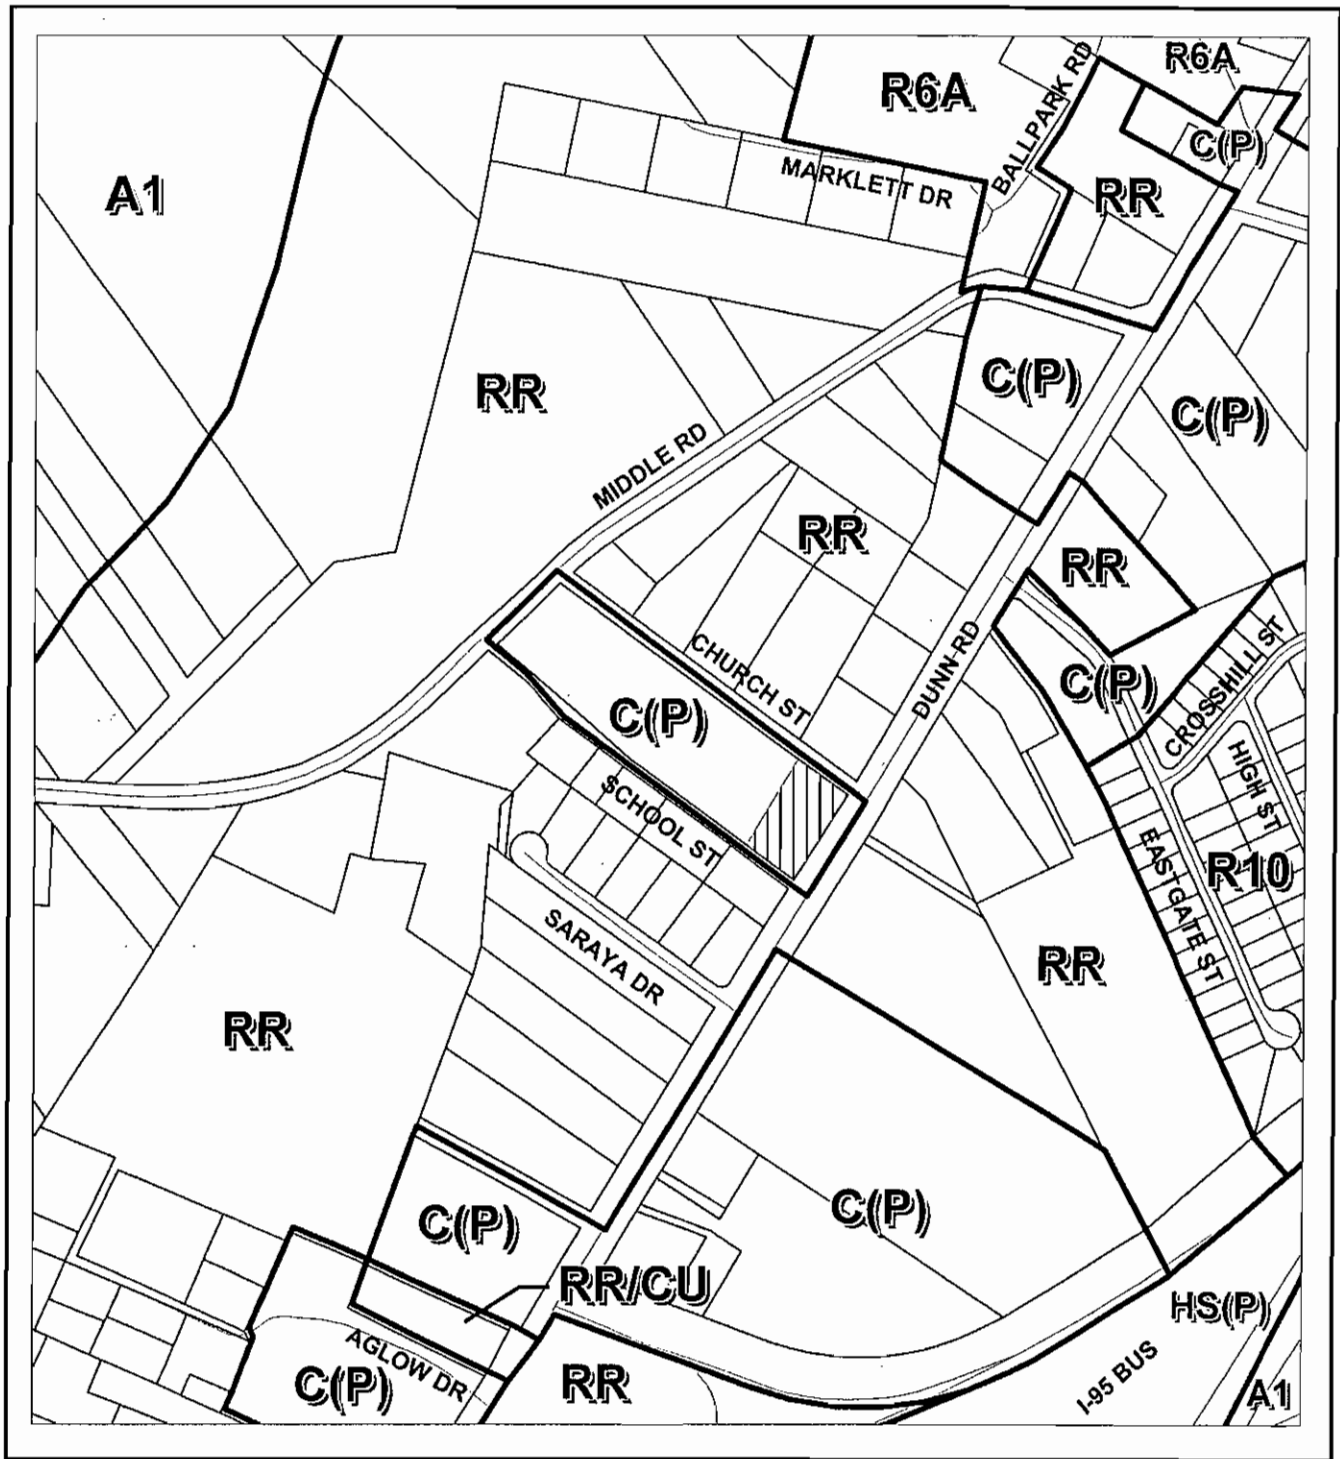 R6A
BALLPARK RD
R6A
C(P)
A1
MARKLETT DR
RR
RR
C(P)
C(P)
MIDDLE RD
RR
RR
CHURCH ST
DUNN RD
C(P)
CROSSHILL ST
C(P)
HIGH ST
SCHOOL ST
EASTGATE ST
R10
SARAYA DR
RR
RR
C(P)
C(P)
RR/CU
HS(P)
AGLOW DR
C(P)
RR
I-95 BUS
A1